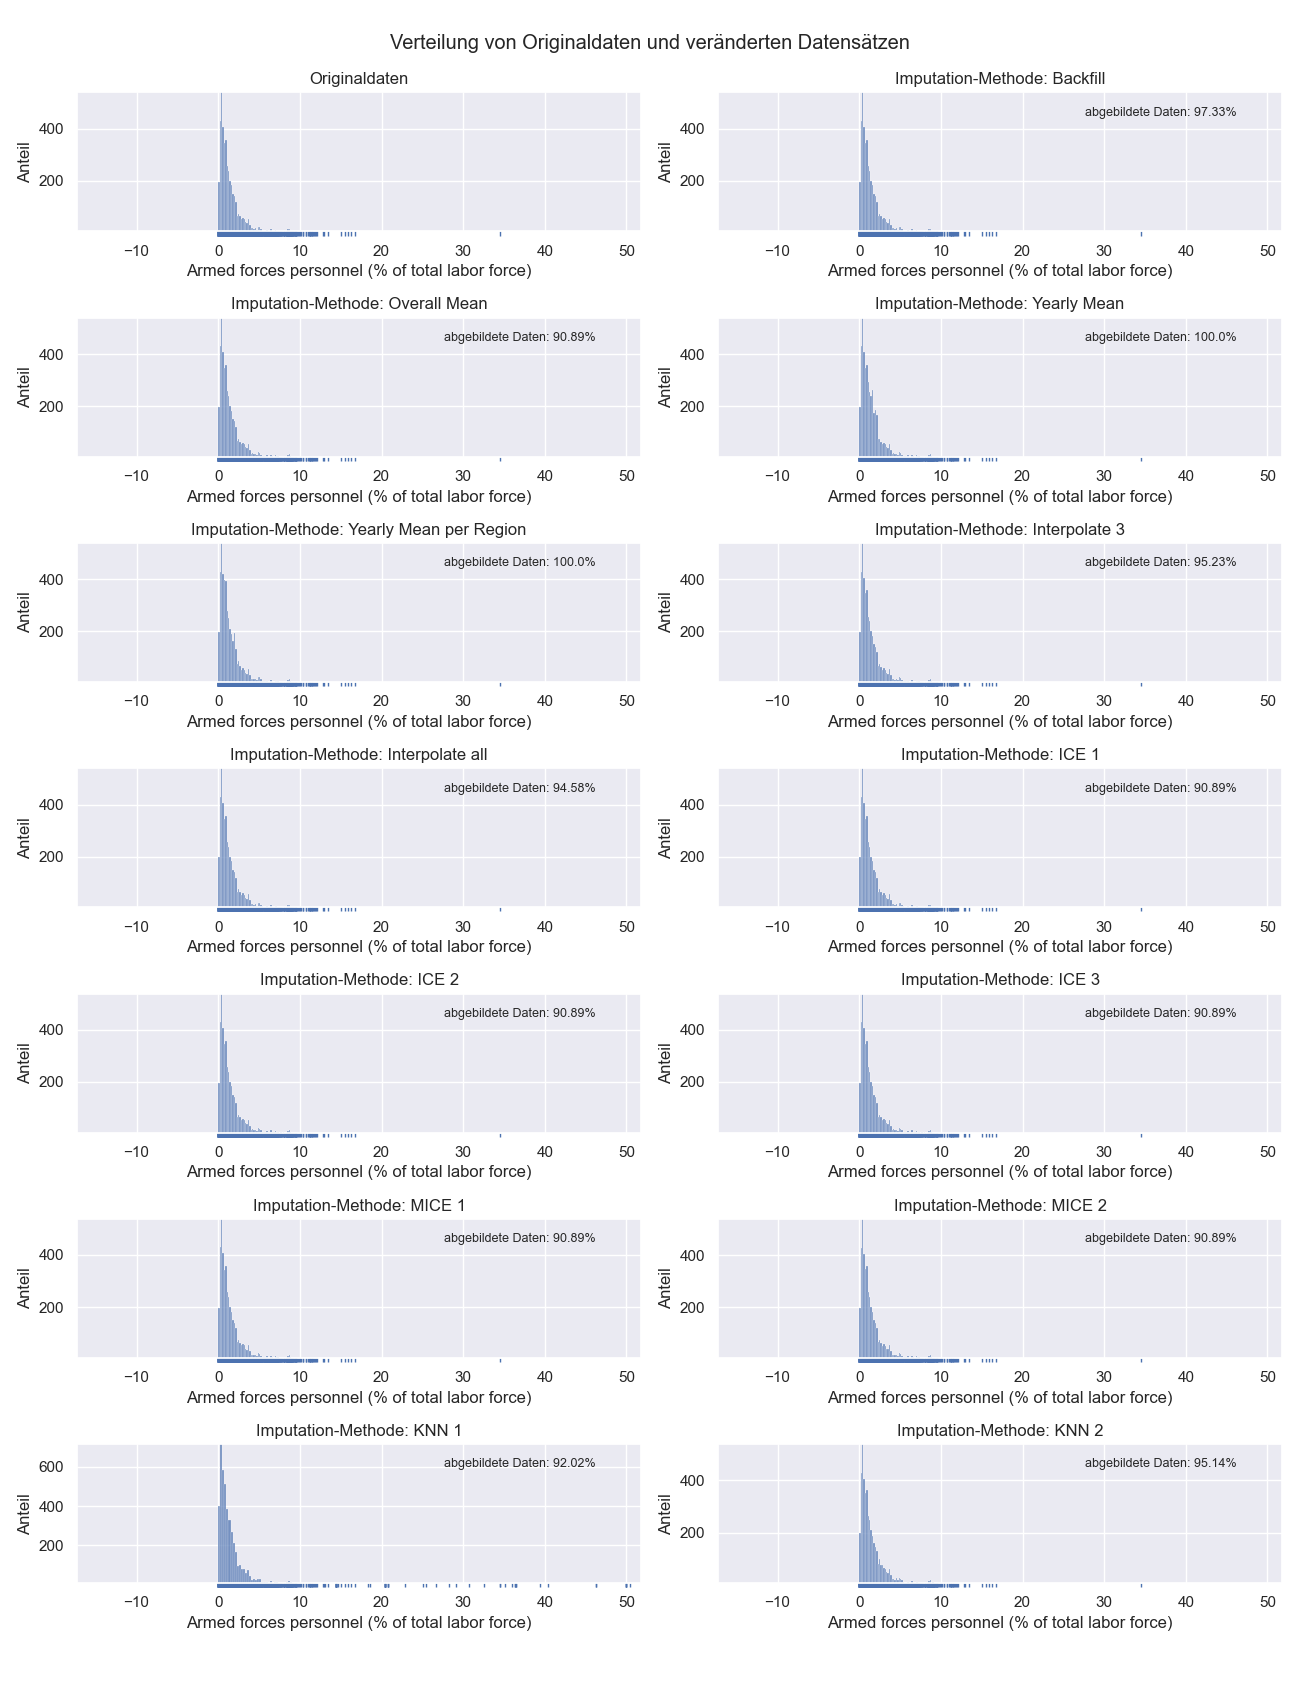 Verteilung von Originaldaten und veränderten Datensätzen
Originaldaten
Anteil
400
200
−10 0 10 20 30 40 50
Armed forces personnel (% of total labor force)
Imputation-Methode: Backfill
abgebildete Daten: 97.33%
Anteil
400
200
−10 0 10 20 30 40 50
Armed forces personnel (% of total labor force)
Imputation-Methode: Overall Mean
abgebildete Daten: 90.89%
Anteil
400
200
−10 0 10 20 30 40 50
Armed forces personnel (% of total labor force)
Imputation-Methode: Yearly Mean
abgebildete Daten: 100.0%
Anteil
400
200
−10 0 10 20 30 40 50
Armed forces personnel (% of total labor force)
Imputation-Methode: Yearly Mean per Region
abgebildete Daten: 100.0%
Anteil
400
200
−10 0 10 20 30 40 50
Armed forces personnel (% of total labor force)
Imputation-Methode: Interpolate 3
abgebildete Daten: 95.23%
Anteil
400
200
−10 0 10 20 30 40 50
Armed forces personnel (% of total labor force)
Imputation-Methode: Interpolate all
abgebildete Daten: 94.58%
Anteil
400
200
−10 0 10 20 30 40 50
Armed forces personnel (% of total labor force)
Imputation-Methode: ICE 1
abgebildete Daten: 90.89%
Anteil
400
200
−10 0 10 20 30 40 50
Armed forces personnel (% of total labor force)
Imputation-Methode: ICE 2
abgebildete Daten: 90.89%
Anteil
400
200
−10 0 10 20 30 40 50
Armed forces personnel (% of total labor force)
Imputation-Methode: ICE 3
abgebildete Daten: 90.89%
Anteil
400
200
−10 0 10 20 30 40 50
Armed forces personnel (% of total labor force)
Imputation-Methode: MICE 1
abgebildete Daten: 90.89%
Anteil
400
200
−10 0 10 20 30 40 50
Armed forces personnel (% of total labor force)
Imputation-Methode: MICE 2
abgebildete Daten: 90.89%
Anteil
400
200
−10 0 10 20 30 40 50
Armed forces personnel (% of total labor force)
Imputation-Methode: KNN 1
abgebildete Daten: 92.02%
Anteil
600
400
200
−10 0 10 20 30 40 50
Armed forces personnel (% of total labor force)
Imputation-Methode: KNN 2
abgebildete Daten: 95.14%
Anteil
400
200
−10 0 10 20 30 40 50
Armed forces personnel (% of total labor force)